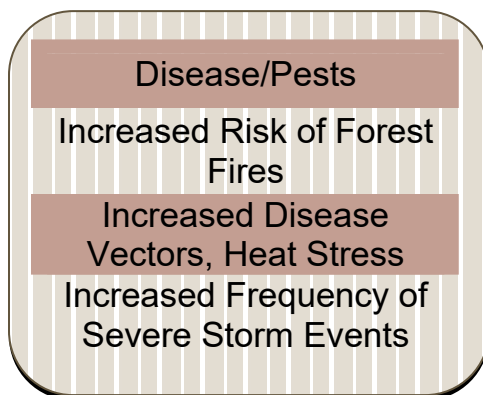 Disease/Pests
Increased Risk of Forest
Fires
Increased Disease
Vectors, Heat Stress
Increased Frequency of
Severe Storm Events